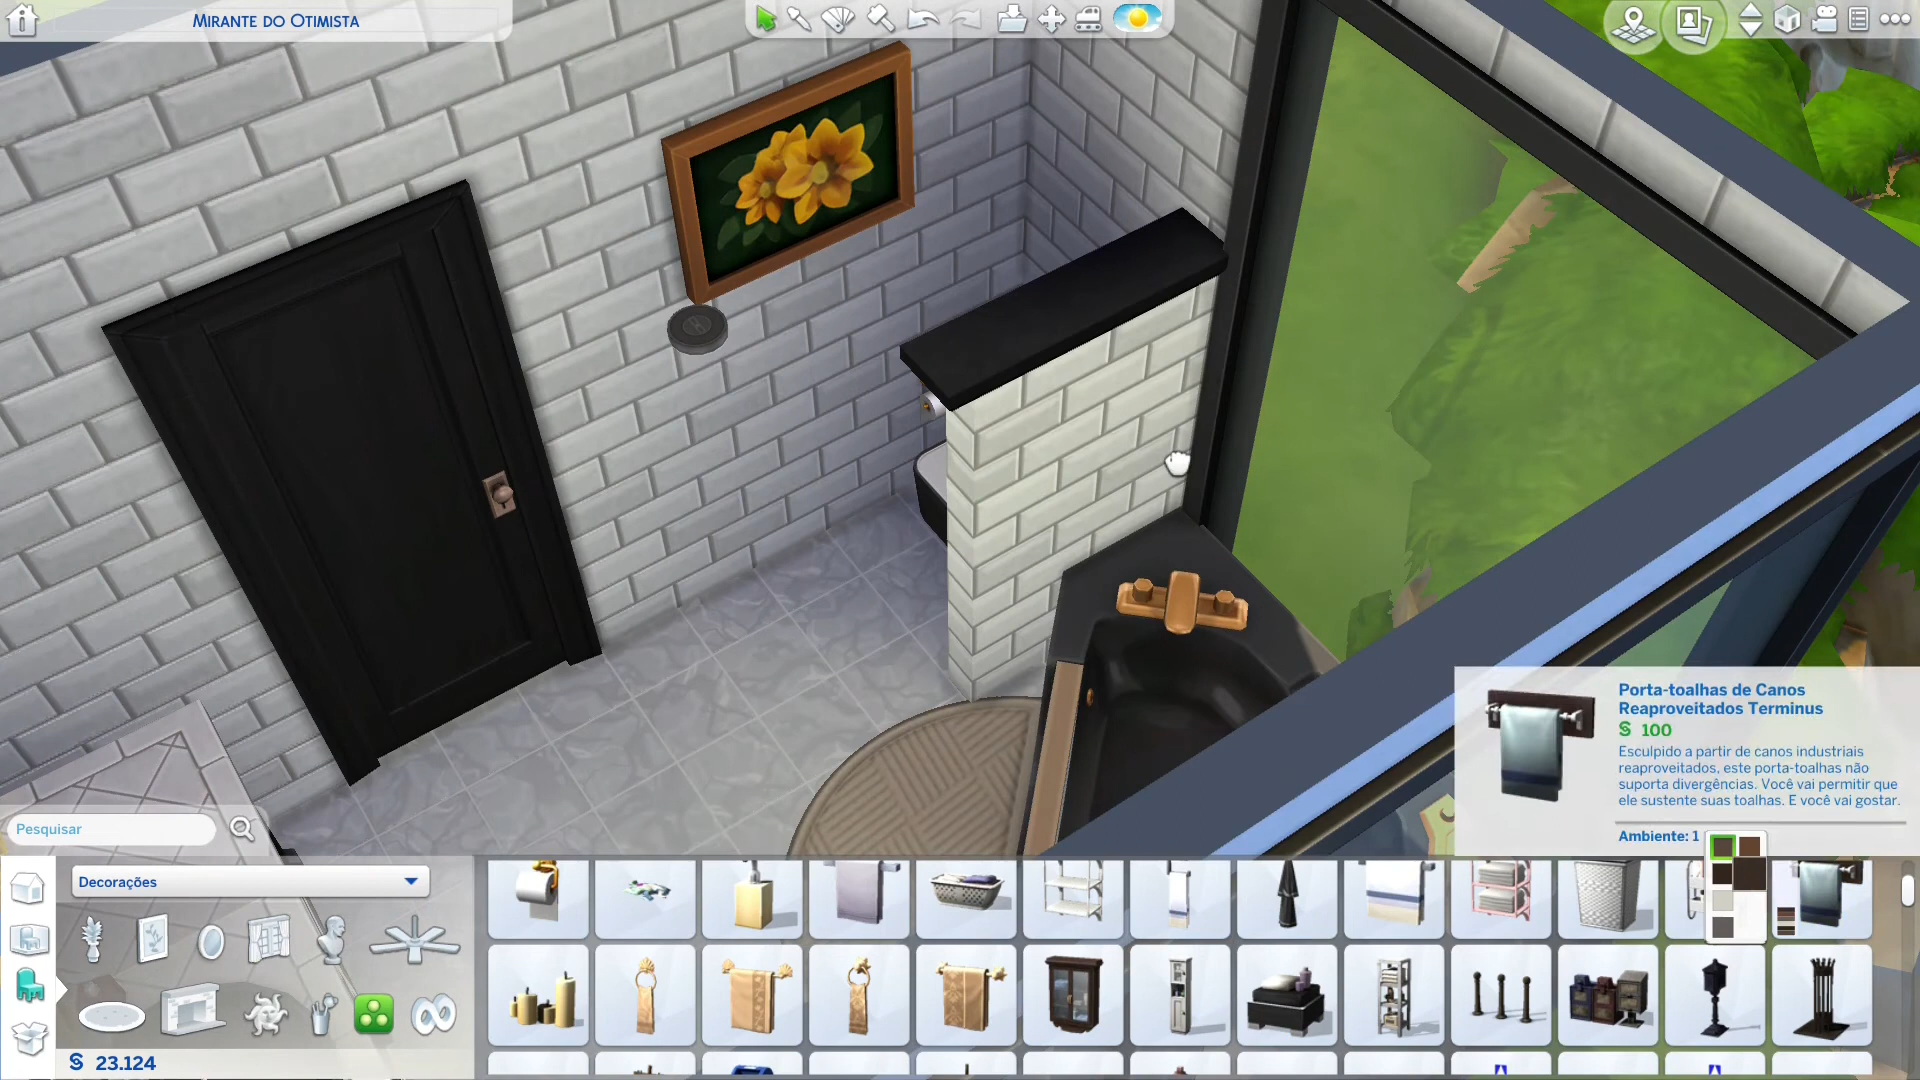 Mirante do Otimista
Porta-toalhas de Canos
Reaproveitados Terminus
100
Esculpido a partir de canos industriais
reaproveitados, este porta-toalhas não
suporta divergências. Você vai permitir que
ele sustente suas toalhas. E você vai gostar.
Ambiente: 1
Pesquisar
Decorações
23.124